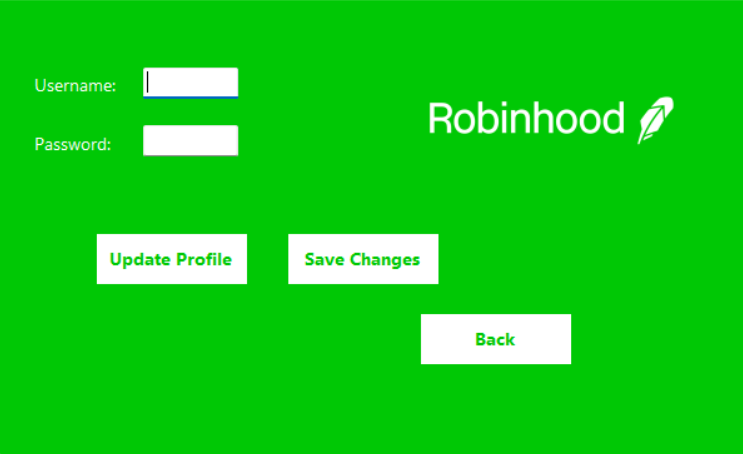 Username:
Robinhood
Password:
Update Profile
Save Changes
Back